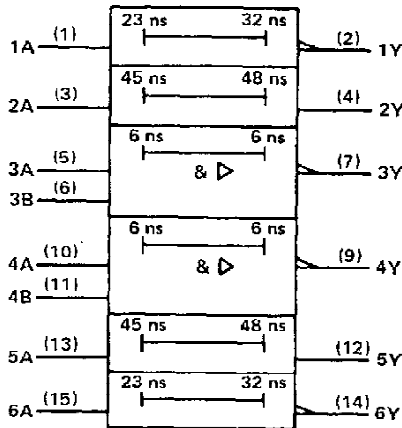 23 ns 32 ns
1A (1) (2) 1Y
45 ns 48 ns
2A (3) (4) 2Y
6 ns 6 ns
3A (5) & (7) 3Y
3B (6)
6 ns 6 ns
4A (10) & (9) 4Y
4B (11)
45 ns 48 ns
5A (13) (12) 5Y
23 ns 32 ns
6A (15) (14) 6Y